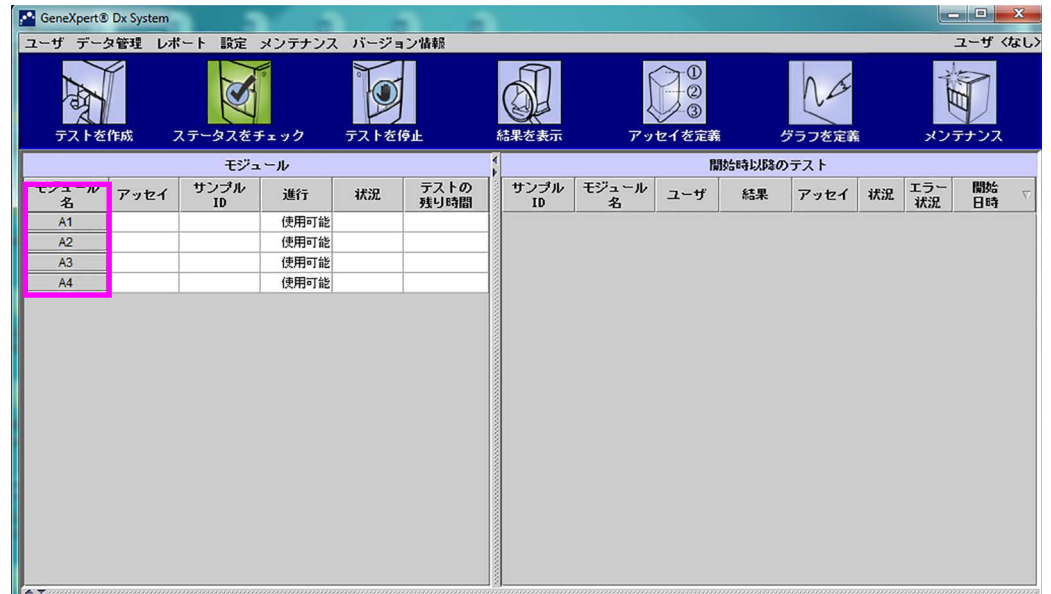 GeneXpert® Dx System
ユーザ データ管理 レポート 設定 メンテナンス バージョン情報 ユーザ <なし>
テストを作成 ステータスをチェック テストを停止 結果を表示 アッセイを定義 グラフを定義 メンテナンス
モジュール 開始時以降のテスト
モジュール名 アッセイ サンプルID 進行 状況 テストの残り時間 サンプルID モジュール名 ユーザ 結果 アッセイ 状況 エラー状況 開始日時
A1 使用可能
A2 使用可能
A3 使用可能
A4 使用可能